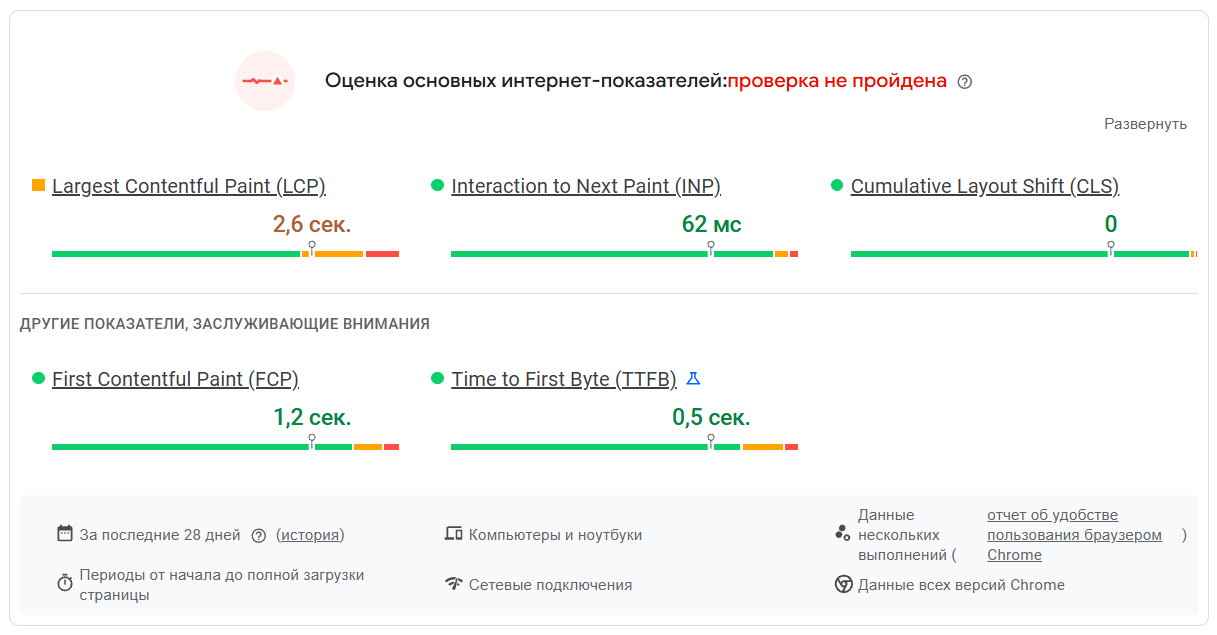 Оценка основных интернет-показателей:проверка не пройдена
Развернуть
Largest Contentful Paint (LCP)
2,6 сек.
Interaction to Next Paint (INP)
62 мс
Cumulative Layout Shift (CLS)
0
ДРУГИЕ ПОКАЗАТЕЛИ, ЗАСЛУЖИВАЮЩИЕ ВНИМАНИЯ
First Contentful Paint (FCP)
1,2 сек.
Time to First Byte (TTFB)
0,5 сек.
За последние 28 дней (история)
Компьютеры и ноутбуки
Данные
нескольких
выполнений (
отчет об удобстве
пользования браузером
Chrome
)
Периоды от начала до полной загрузки
страницы
Сетевые подключения
Данные всех версий Chrome